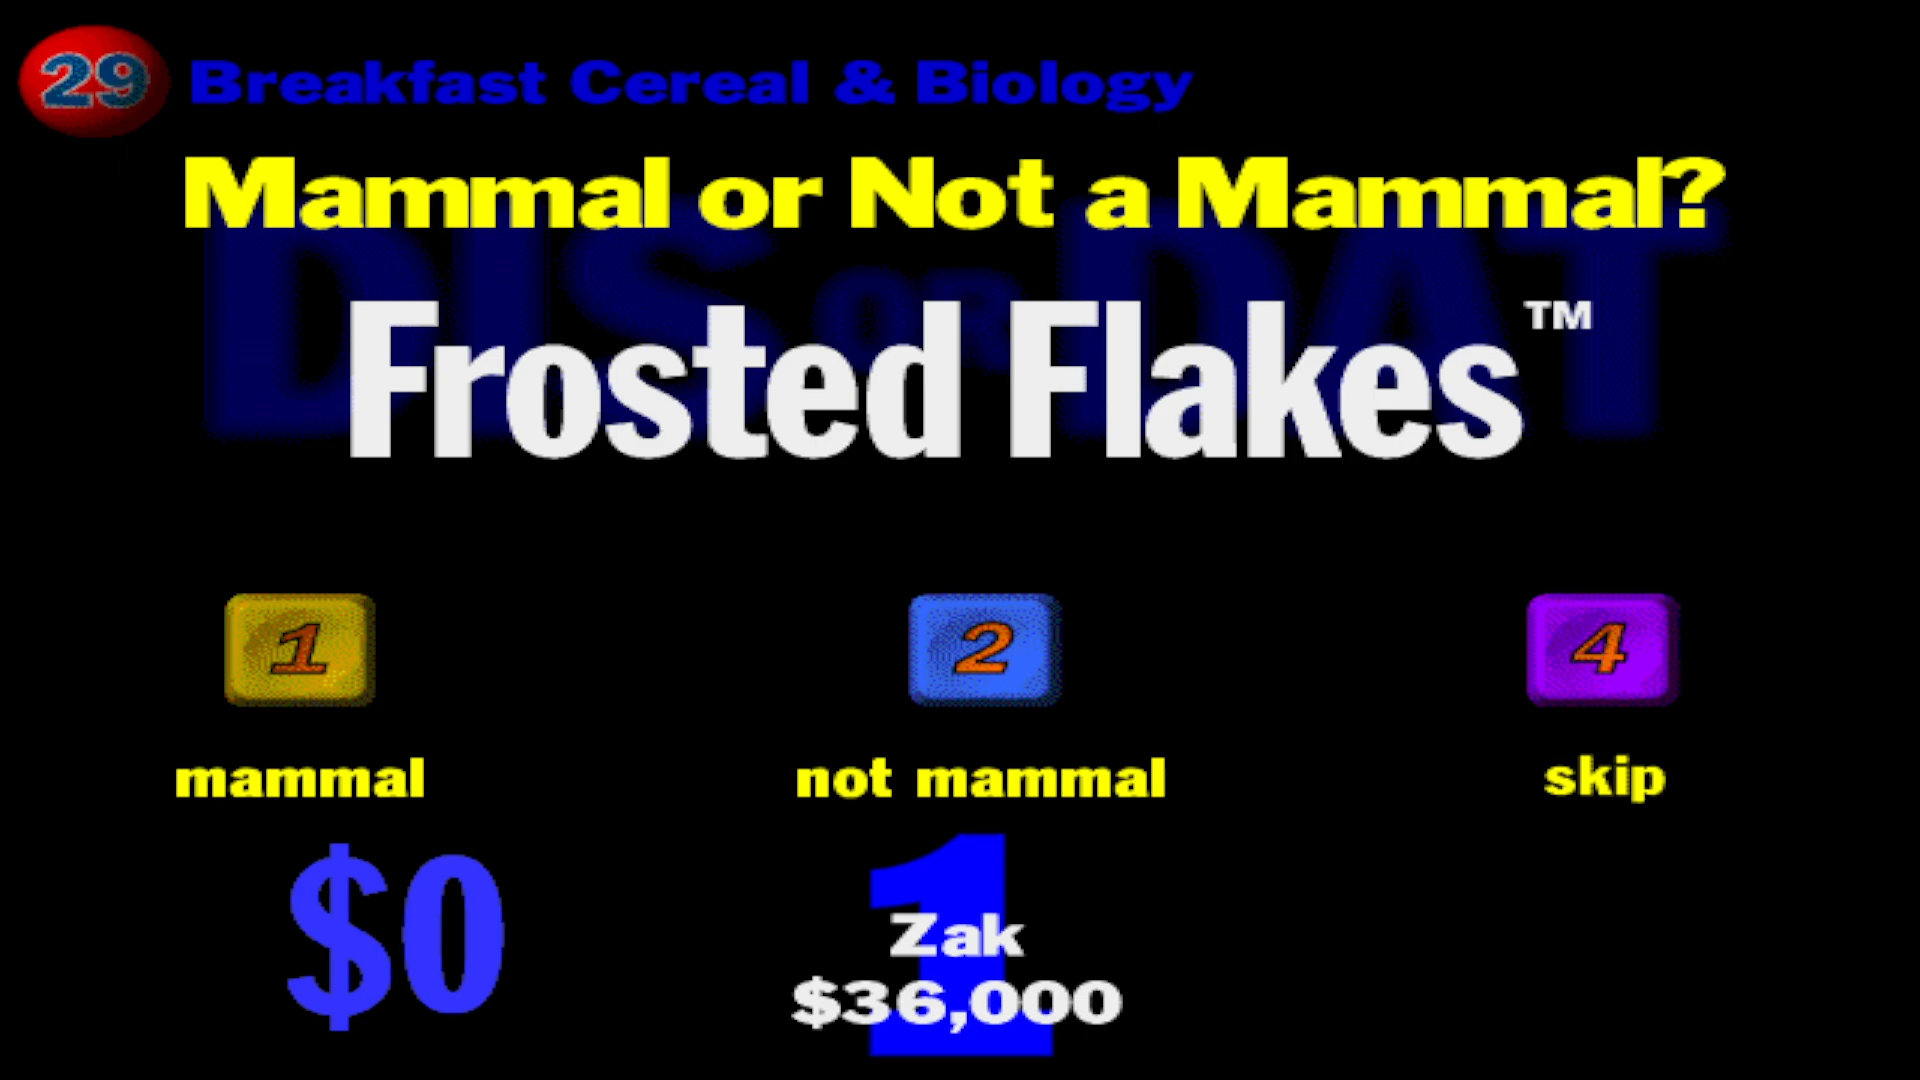 29 Breakfast Cereal & Biology
Mammal or Not a Mammal?
DIS OR DAT
Frosted Flakes™
1 2 4
mammal not mammal skip
$0
1
Zak
$36,000